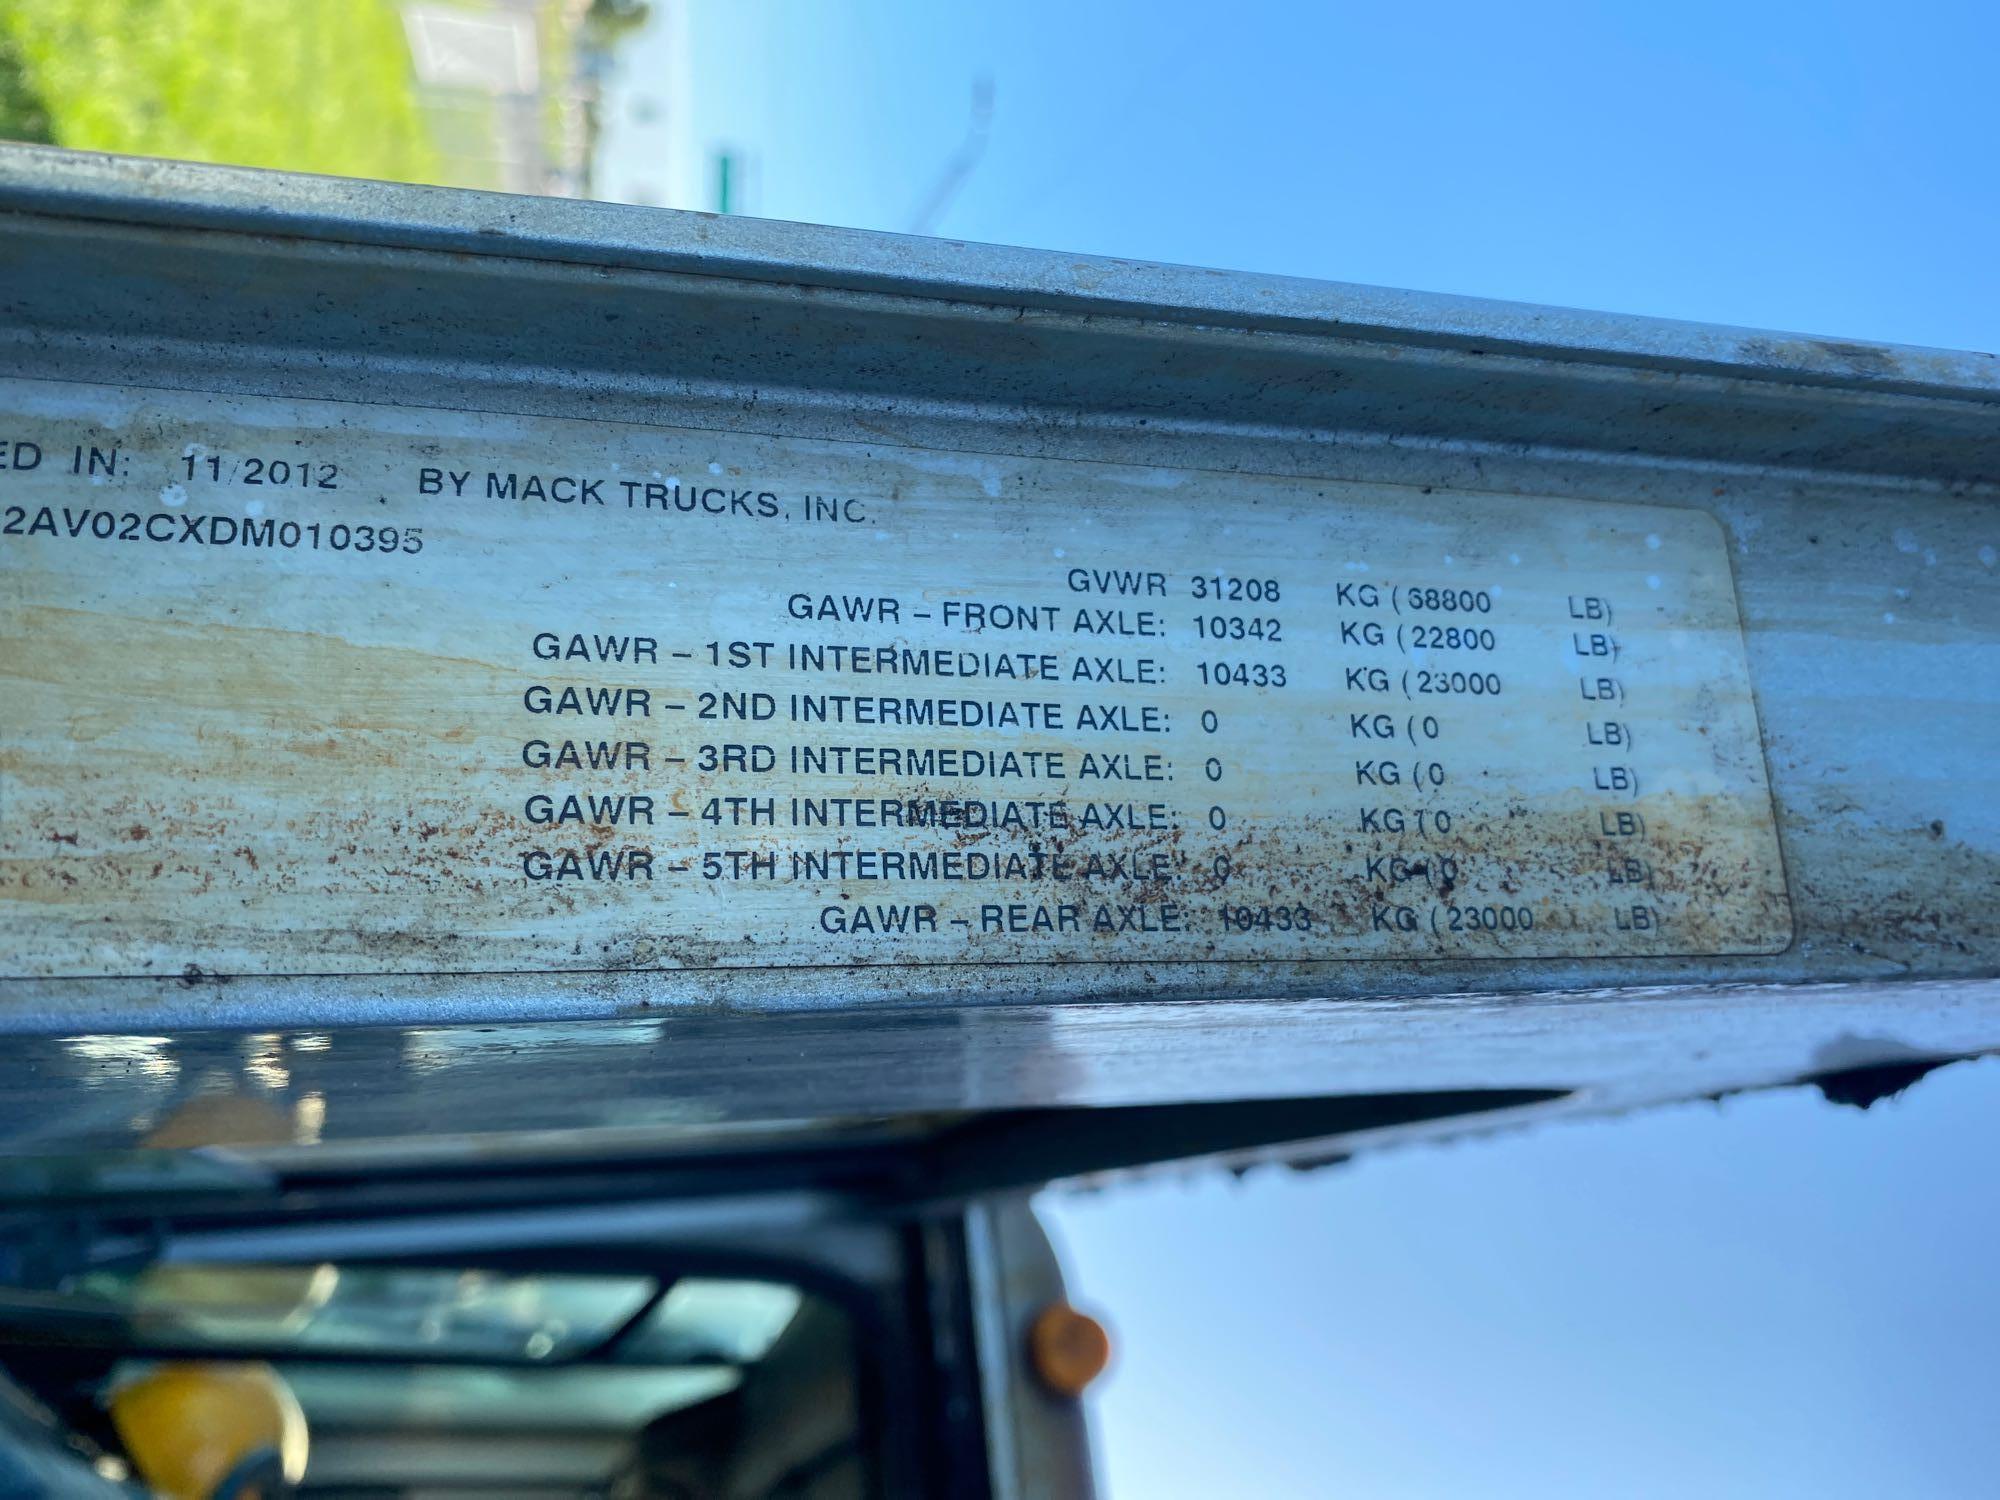 ED IN: 11/2012 BY MACK TRUCKS, INC.
2AV02CXDM010395
GVWR 31208 KG (68800 LB)
GAWR – FRONT AXLE: 10342 KG (22800 LB)
GAWR – 1ST INTERMEDIATE AXLE: 10433 KG (23000 LB)
GAWR – 2ND INTERMEDIATE AXLE: 0 KG (0 LB)
GAWR – 3RD INTERMEDIATE AXLE: 0 KG (0 LB)
GAWR – 4TH INTERMEDIATE AXLE: 0 KG (0 LB)
GAWR – 5TH INTERMEDIATE AXLE: 0 KG (0 LB)
GAWR – REAR AXLE: 10433 KG (23000 LB)